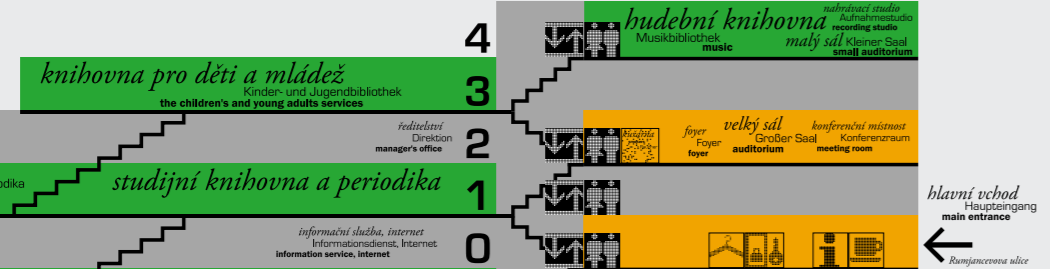 4
hudební knihovna
Musikbibliothek
music
nahrávací studio
Aufnahmestudio
recording studio
malý sál Kleiner Saal
small auditorium
knihovna pro děti a mládež
Kinder- und Jugendbibliothek
the children's and young adults services
3
ředitelství
Direktion
manager's office
2
foyer
Foyer
foyer
velký sál
Großer Saal
auditorium
konferenční místnost
Konferenzraum
meeting room
odika
studijní knihovna a periodika
1
hlavní vchod
Haupteingang
main entrance
informační služba, internet
Informationsdienst, Internet
information service, internet
0
i
Rumjancevova ulice